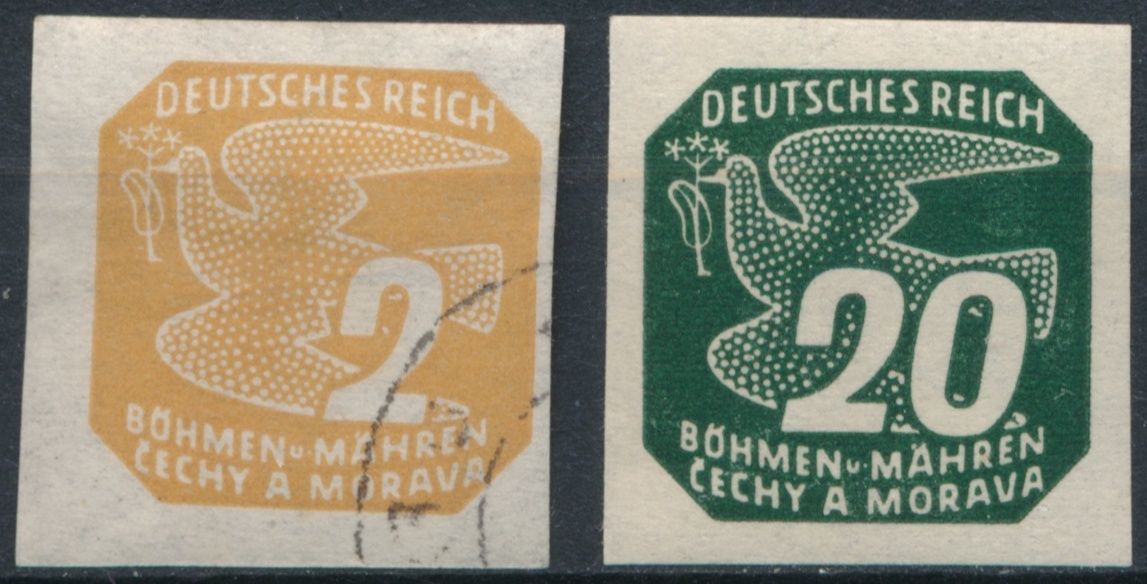 DEUTSCHES REICH
2
BÖHMEN u. MÄHREN
ČECHY A MORAVA
DEUTSCHES REICH
20
BÖHMEN u. MÄHREN
ČECHY A MORAVA